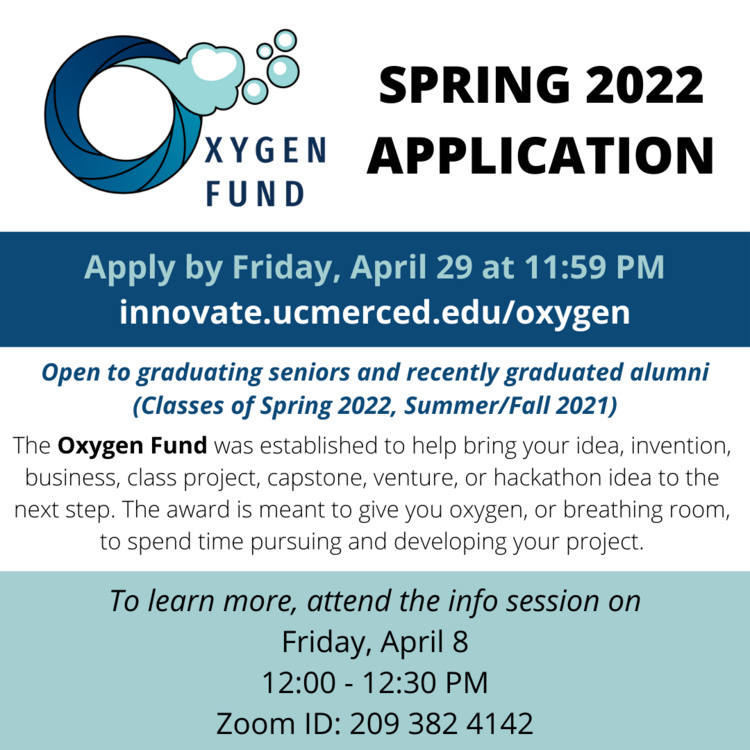 OXYGEN
FUND
SPRING 2022
APPLICATION
Apply by Friday, April 29 at 11:59 PM
innovate.ucmerced.edu/oxygen
Open to graduating seniors and recently graduated alumni
(Classes of Spring 2022, Summer/Fall 2021)
The Oxygen Fund was established to help bring your idea, invention,
business, class project, capstone, venture, or hackathon idea to the
next step. The award is meant to give you oxygen, or breathing room,
to spend time pursuing and developing your project.
To learn more, attend the info session on
Friday, April 8
12:00 - 12:30 PM
Zoom ID: 209 382 4142